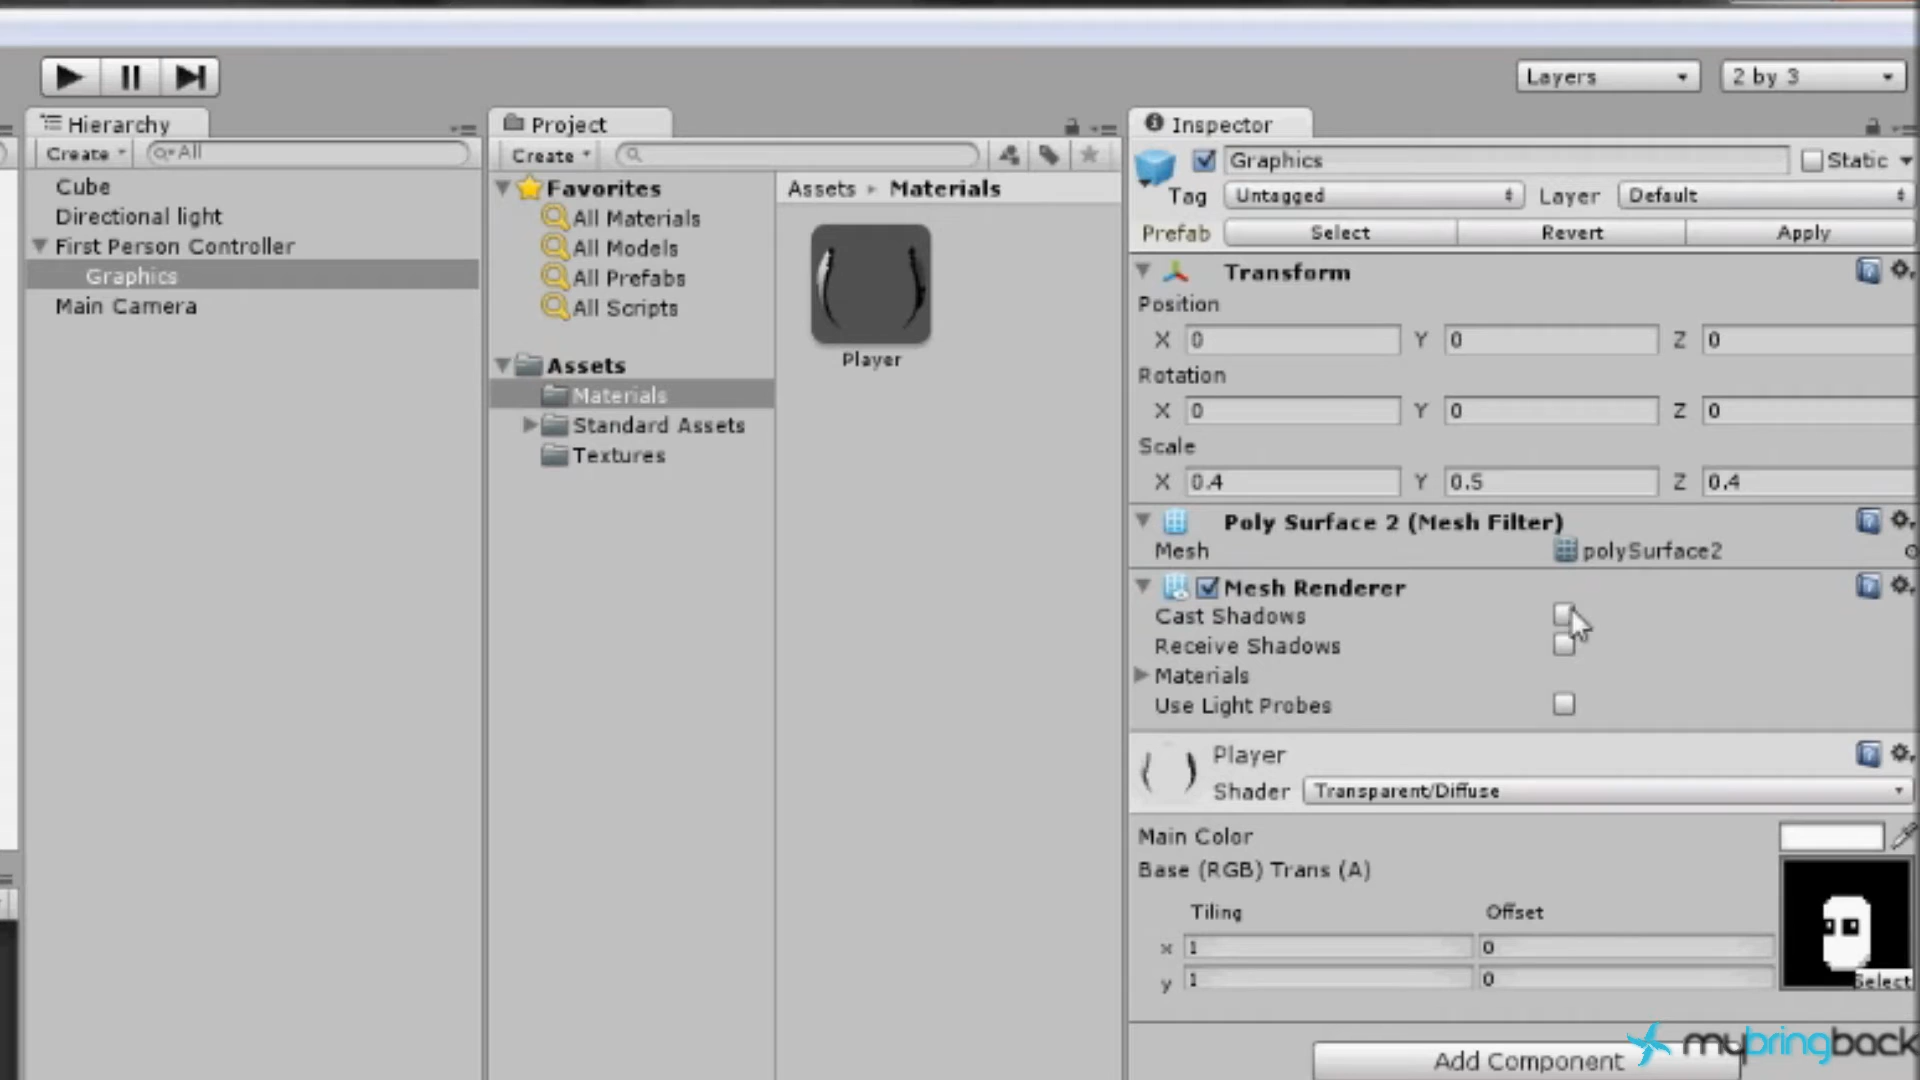 Layers
2 by 3
Hierarchy
Create
All
Cube
Directional light
First Person Controller
Graphics
Main Camera
Project
Create
Favorites
All Materials
All Models
All Prefabs
All Scripts
Assets
Materials
Standard Assets
Textures
Assets Materials
Player
Inspector
Graphics
Static
Tag Untagged Layer Default
Prefab Select Revert Apply
Transform
Position
X 0 Y 0 Z 0
Rotation
X 0 Y 0 Z 0
Scale
X 0.4 Y 0.5 Z 0.4
Poly Surface 2 (Mesh Filter)
Mesh polySurface2
Mesh Renderer
Cast Shadows
Receive Shadows
Materials
Use Light Probes
Player
Shader Transparent/Diffuse
Main Color
Base (RGB) Trans (A)
Tiling Offset
x 1 0
y 1 0
Select
Add Component
mybringback